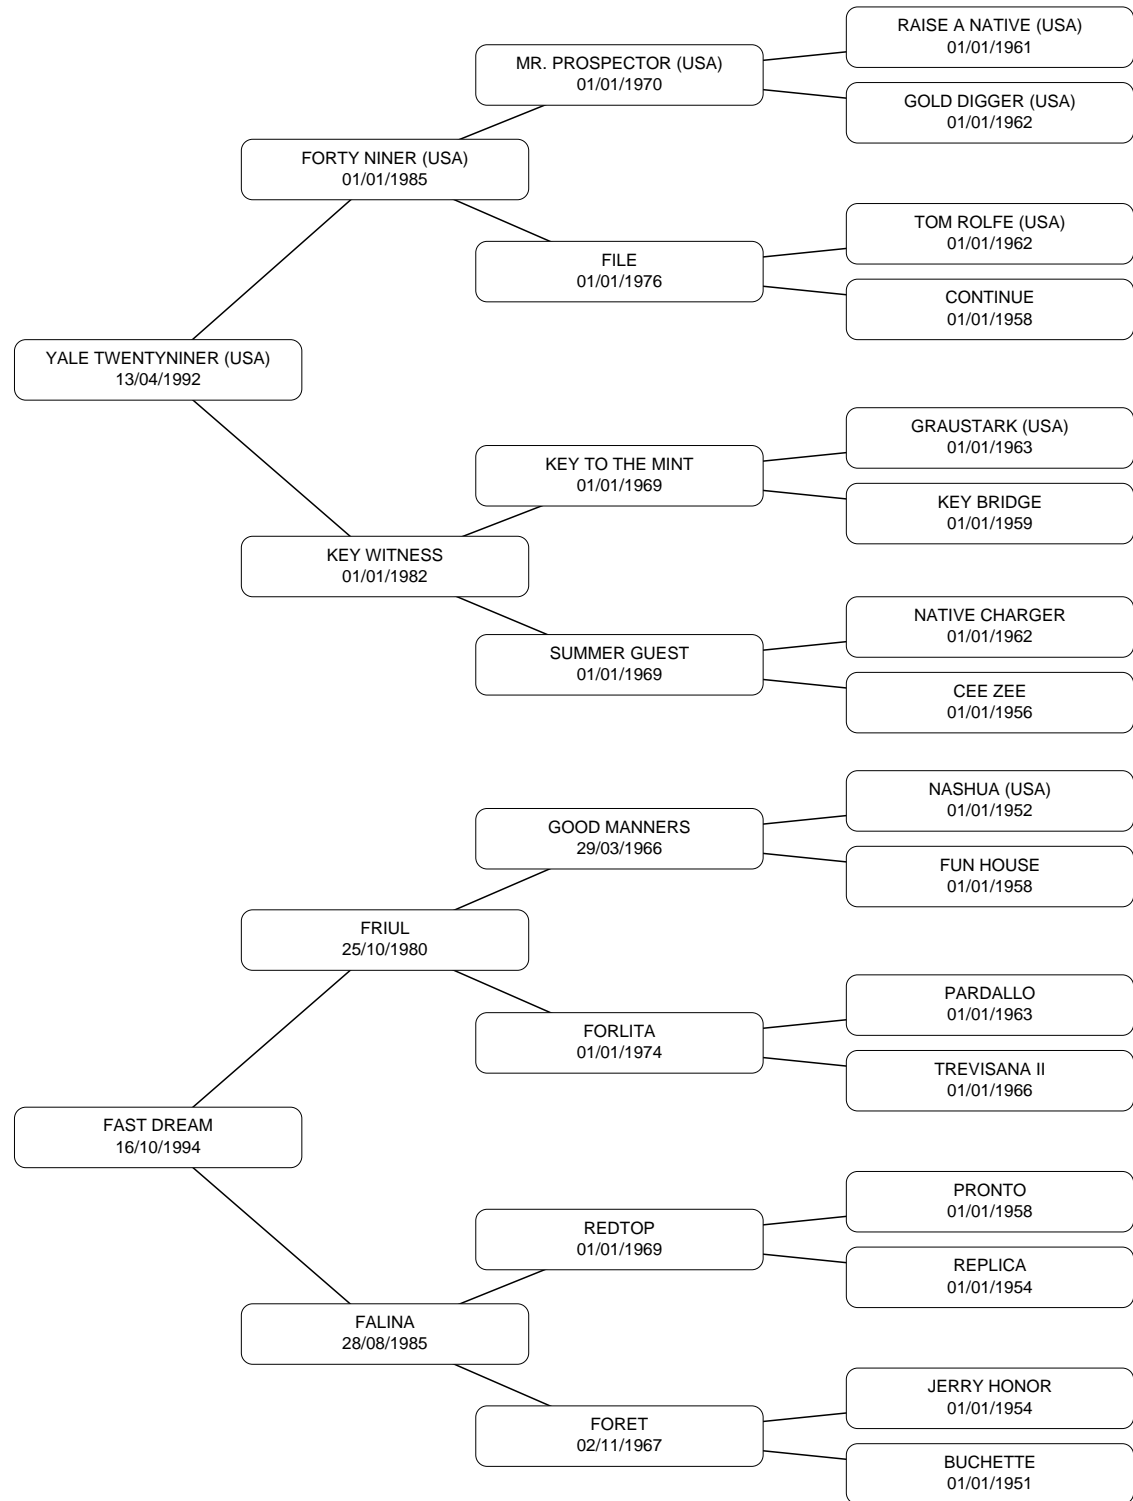 RAISE A NATIVE (USA)
01/01/1961
MR. PROSPECTOR (USA)
01/01/1970
GOLD DIGGER (USA)
01/01/1962
FORTY NINER (USA)
01/01/1985
TOM ROLFE (USA)
01/01/1962
FILE
01/01/1976
CONTINUE
01/01/1958
YALE TWENTYNINER (USA)
13/04/1992
GRAUSTARK (USA)
01/01/1963
KEY TO THE MINT
01/01/1969
KEY BRIDGE
01/01/1959
KEY WITNESS
01/01/1982
NATIVE CHARGER
01/01/1962
SUMMER GUEST
01/01/1969
CEE ZEE
01/01/1956
NASHUA (USA)
01/01/1952
GOOD MANNERS
29/03/1966
FUN HOUSE
01/01/1958
FRIUL
25/10/1980
PARDALLO
01/01/1963
FORLITA
01/01/1974
TREVISANA II
01/01/1966
FAST DREAM
16/10/1994
PRONTO
01/01/1958
REDTOP
01/01/1969
REPLICA
01/01/1954
FALINA
28/08/1985
JERRY HONOR
01/01/1954
FORET
02/11/1967
BUCHETTE
01/01/1951